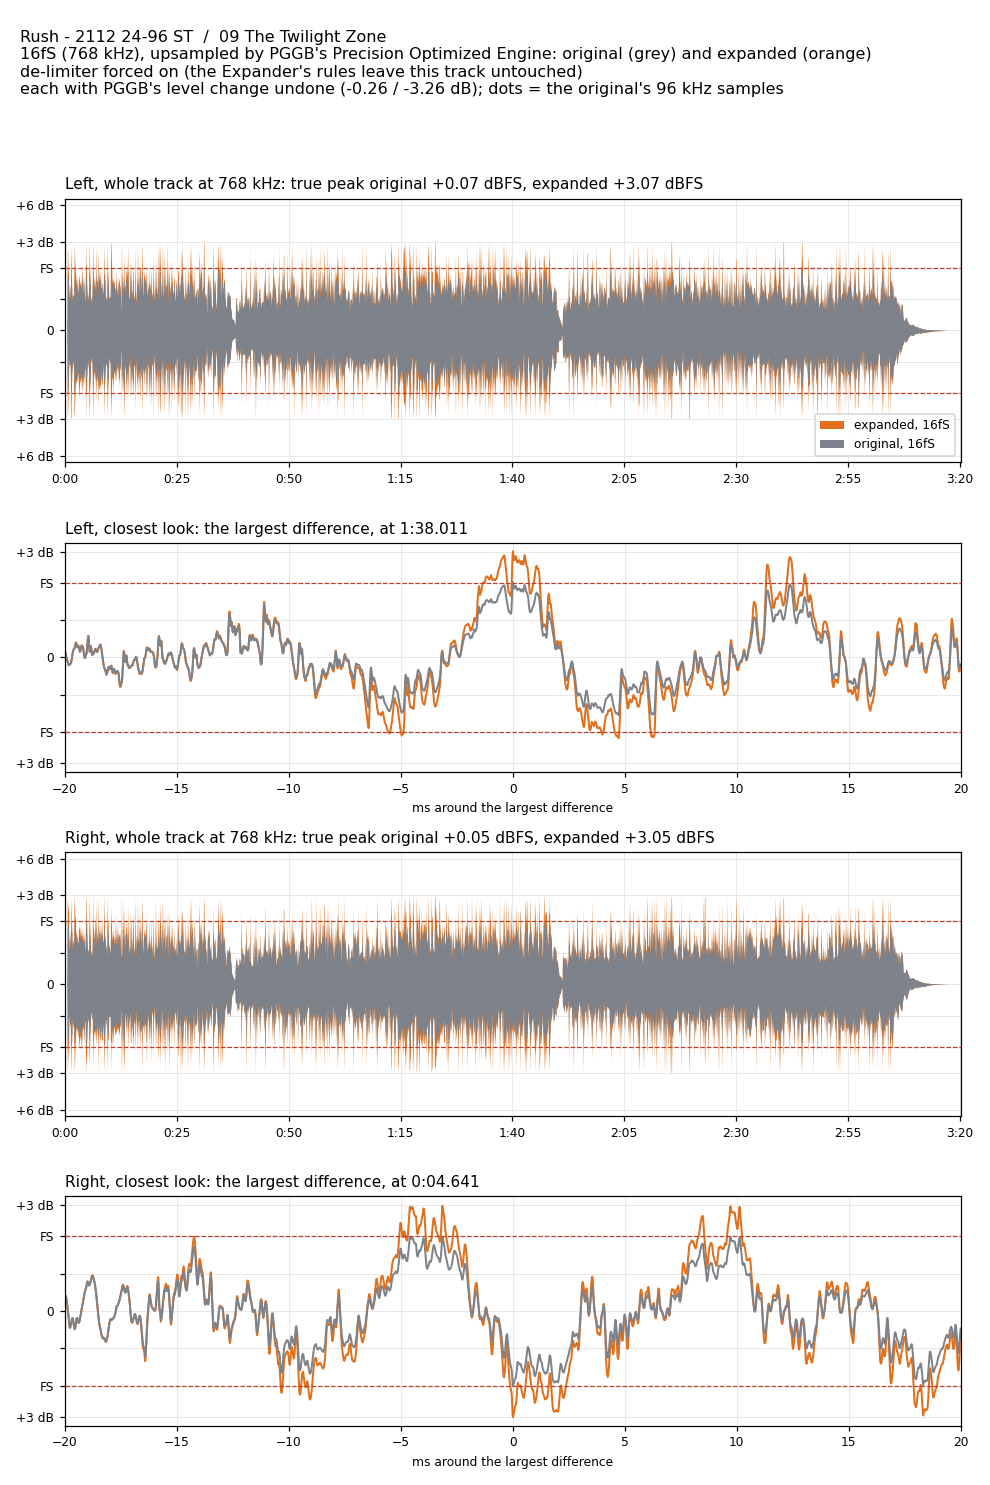 Rush - 2112 24-96 ST  /  09 The Twilight Zone
16fS (768 kHz), upsampled by PGGB's Precision Optimized Engine: original (grey) and expanded (orange)
de-limiter forced on (the Expander's rules leave this track untouched)
each with PGGB's level change undone (-0.26 / -3.26 dB); dots = the original's 96 kHz samples
Left, whole track at 768 kHz: true peak original +0.07 dBFS, expanded +3.07 dBFS
+6 dB
+3 dB
FS
0
FS
+3 dB
+6 dB
expanded, 16fS
original, 16fS
0:00 0:25 0:50 1:15 1:40 2:05 2:30 2:55 3:20
Left, closest look: the largest difference, at 1:38.011
+3 dB
FS
0
FS
+3 dB
−20 −15 −10 −5 0 5 10 15 20
ms around the largest difference
Right, whole track at 768 kHz: true peak original +0.05 dBFS, expanded +3.05 dBFS
+6 dB
+3 dB
FS
0
FS
+3 dB
+6 dB
0:00 0:25 0:50 1:15 1:40 2:05 2:30 2:55 3:20
Right, closest look: the largest difference, at 0:04.641
+3 dB
FS
0
FS
+3 dB
−20 −15 −10 −5 0 5 10 15 20
ms around the largest difference